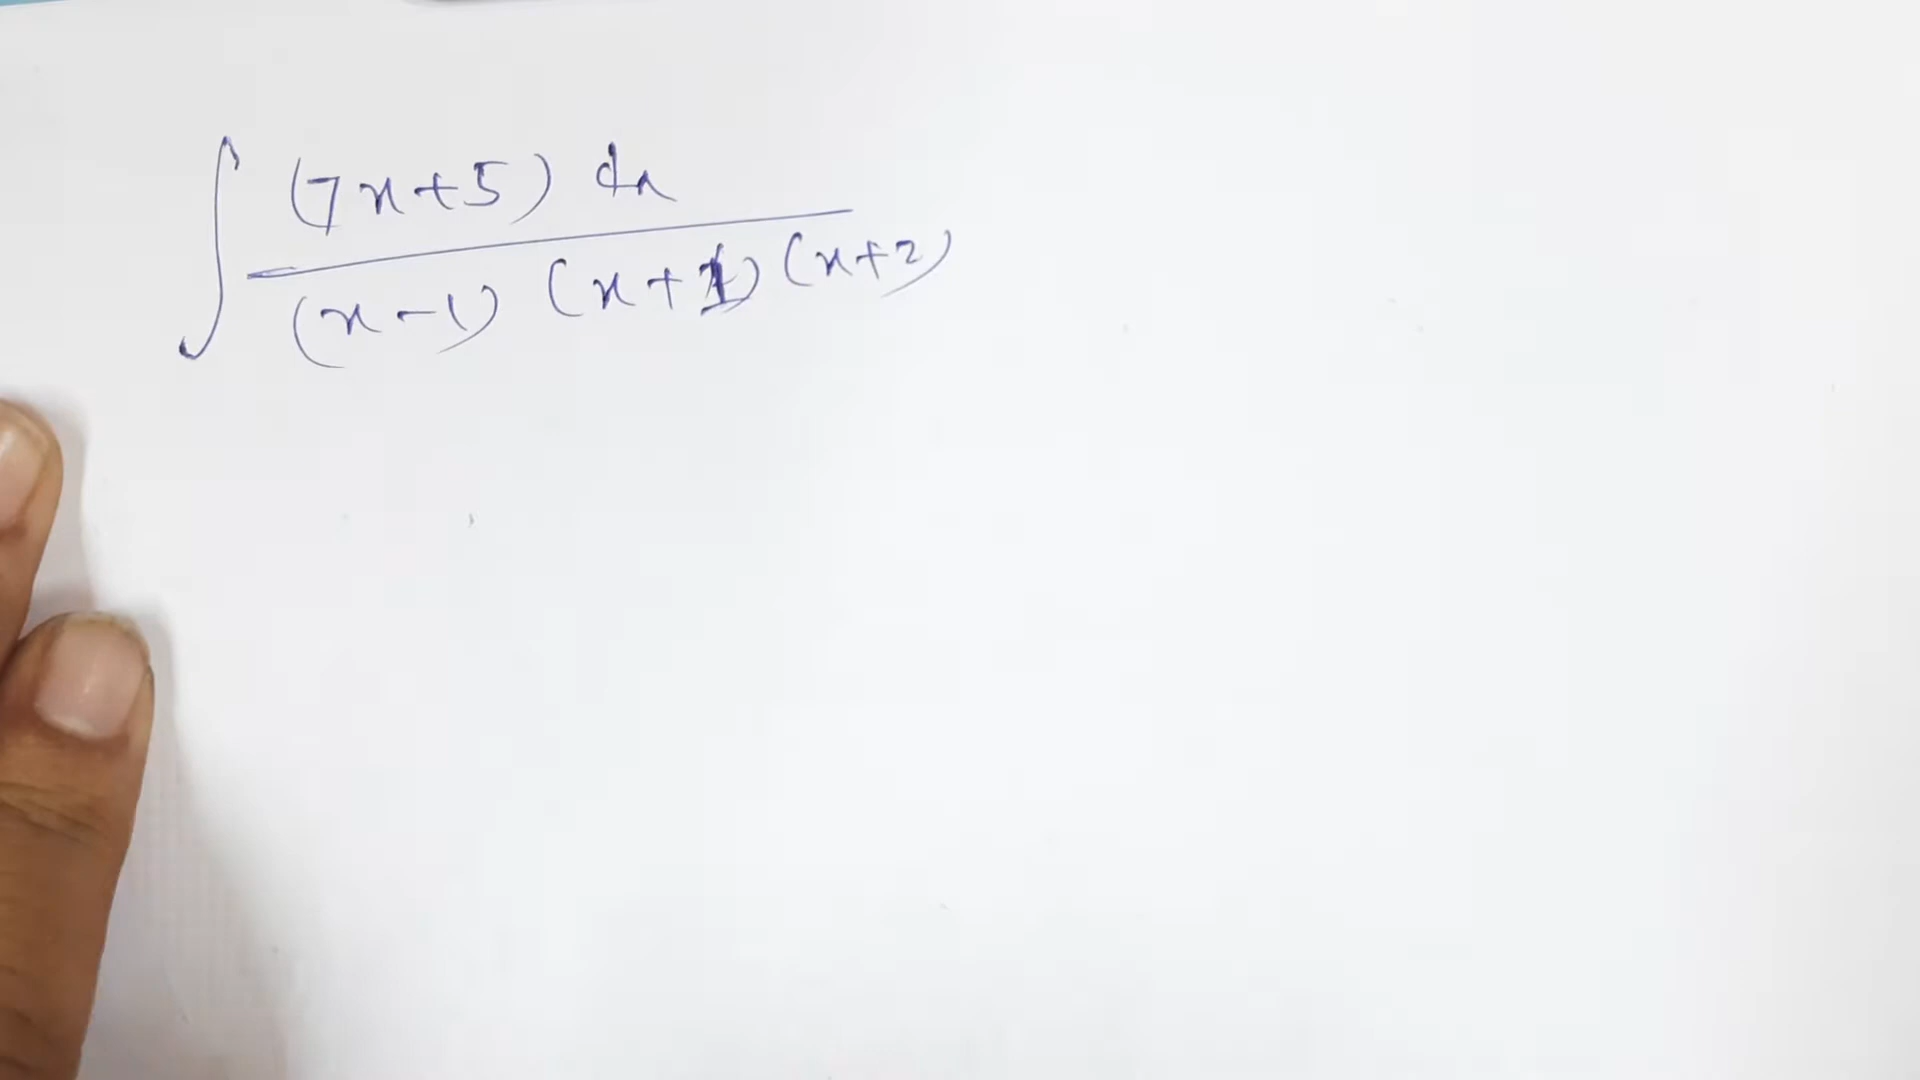 ∫ (7x+5) dx
(x-1) (x+1) (x+2)